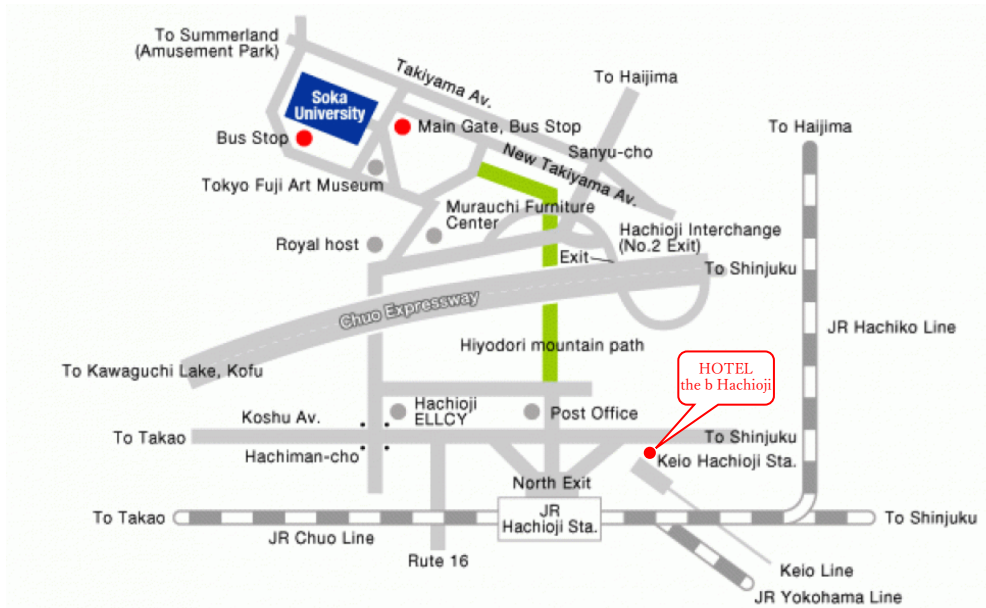 To Summerland
(Amusement Park)
Takiyama Av.
To Haijima
Soka
University
Bus Stop
Main Gate, Bus Stop
Sanyu-cho
To Haijima
New Takiyama Av.
Tokyo Fuji Art Museum
Murauchi Furniture
Center
Royal host
Hachioji Interchange
(No.2 Exit)
Exit
To Shinjuku
Chuo Expressway
JR Hachiko Line
Hiyodori mountain path
To Kawaguchi Lake, Kofu
HOTEL
the b Hachioji
Hachioji
ELLCY
Post Office
Koshu Av.
To Takao
To Shinjuku
Hachiman-cho
Keio Hachioji Sta.
North Exit
To Takao
JR
Hachioji Sta.
To Shinjuku
JR Chuo Line
Rute 16
Keio Line
JR Yokohama Line